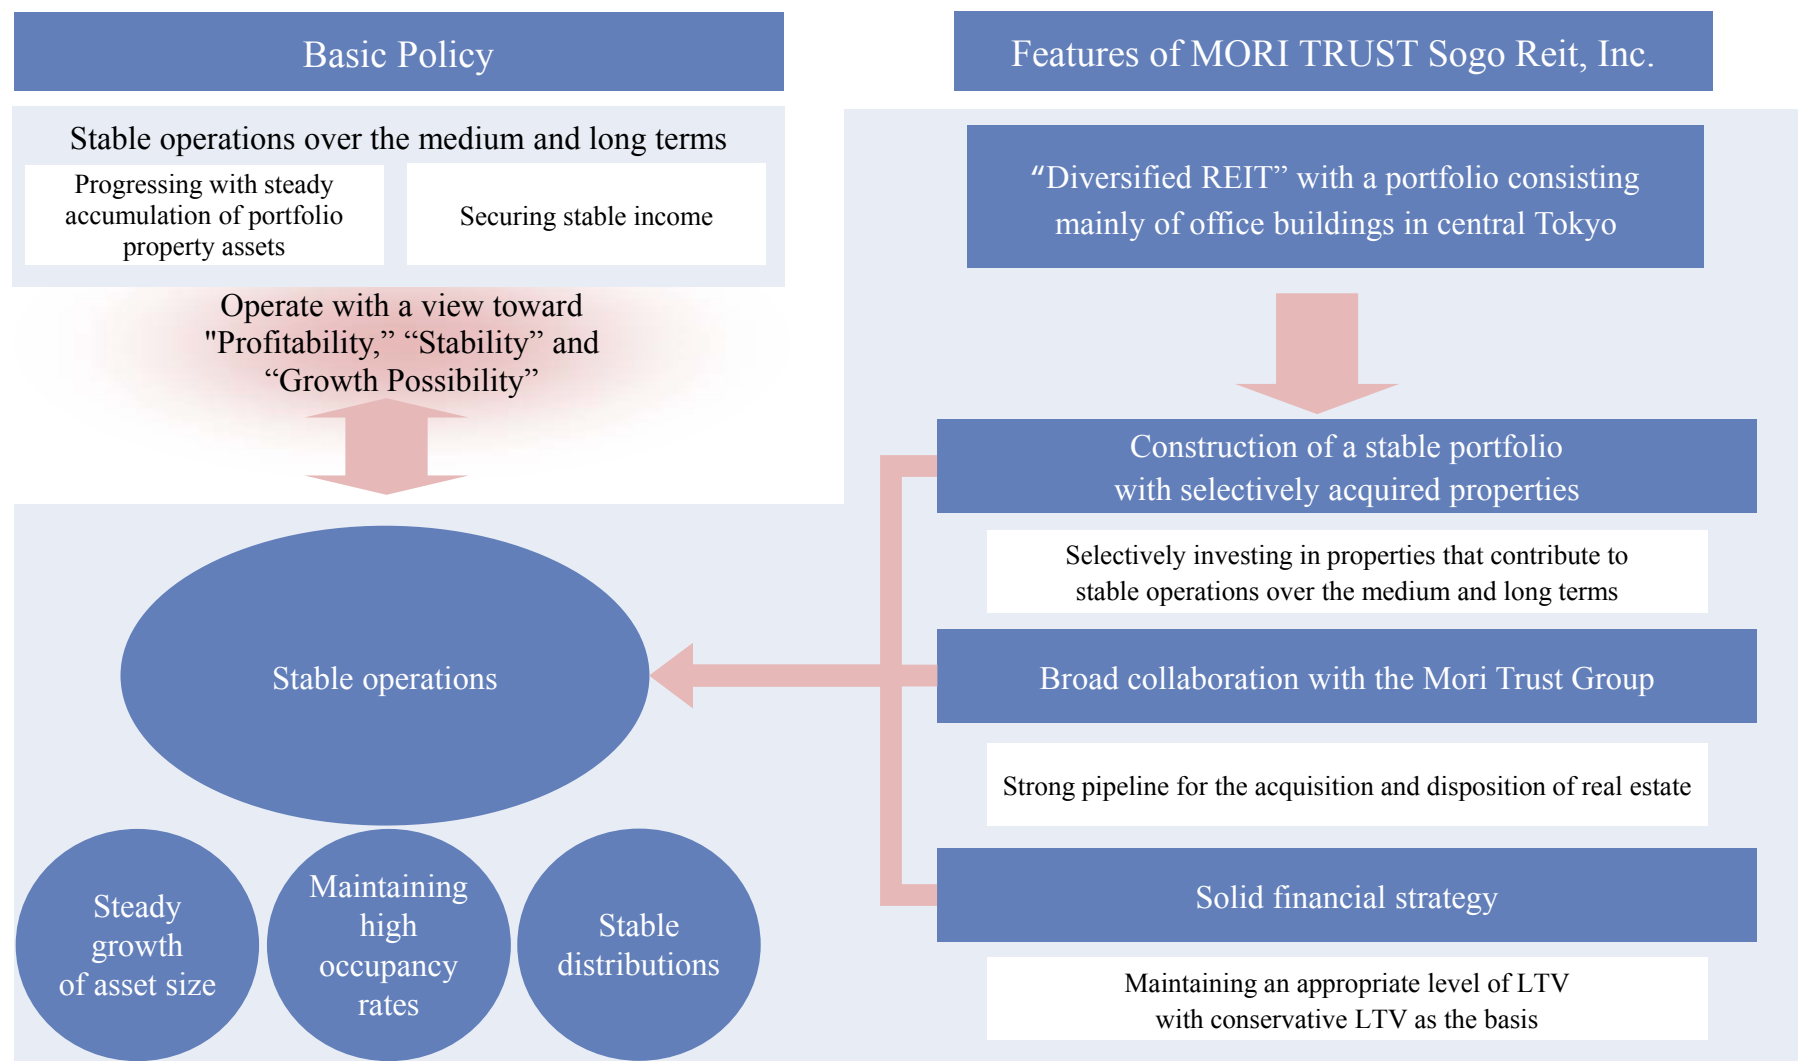 Basic Policy
Stable operations over the medium and long terms
Progressing with steady
accumulation of portfolio
property assets
Securing stable income
Operate with a view toward
"Profitability,” “Stability” and
“Growth Possibility”
Stable operations
Steady
growth
of asset size
Maintaining
high
occupancy
rates
Stable
distributions
Features of MORI TRUST Sogo Reit, Inc.
“Diversified REIT” with a portfolio consisting
mainly of office buildings in central Tokyo
Construction of a stable portfolio
with selectively acquired properties
Selectively investing in properties that contribute to
stable operations over the medium and long terms
Broad collaboration with the Mori Trust Group
Strong pipeline for the acquisition and disposition of real estate
Solid financial strategy
Maintaining an appropriate level of LTV
with conservative LTV as the basis